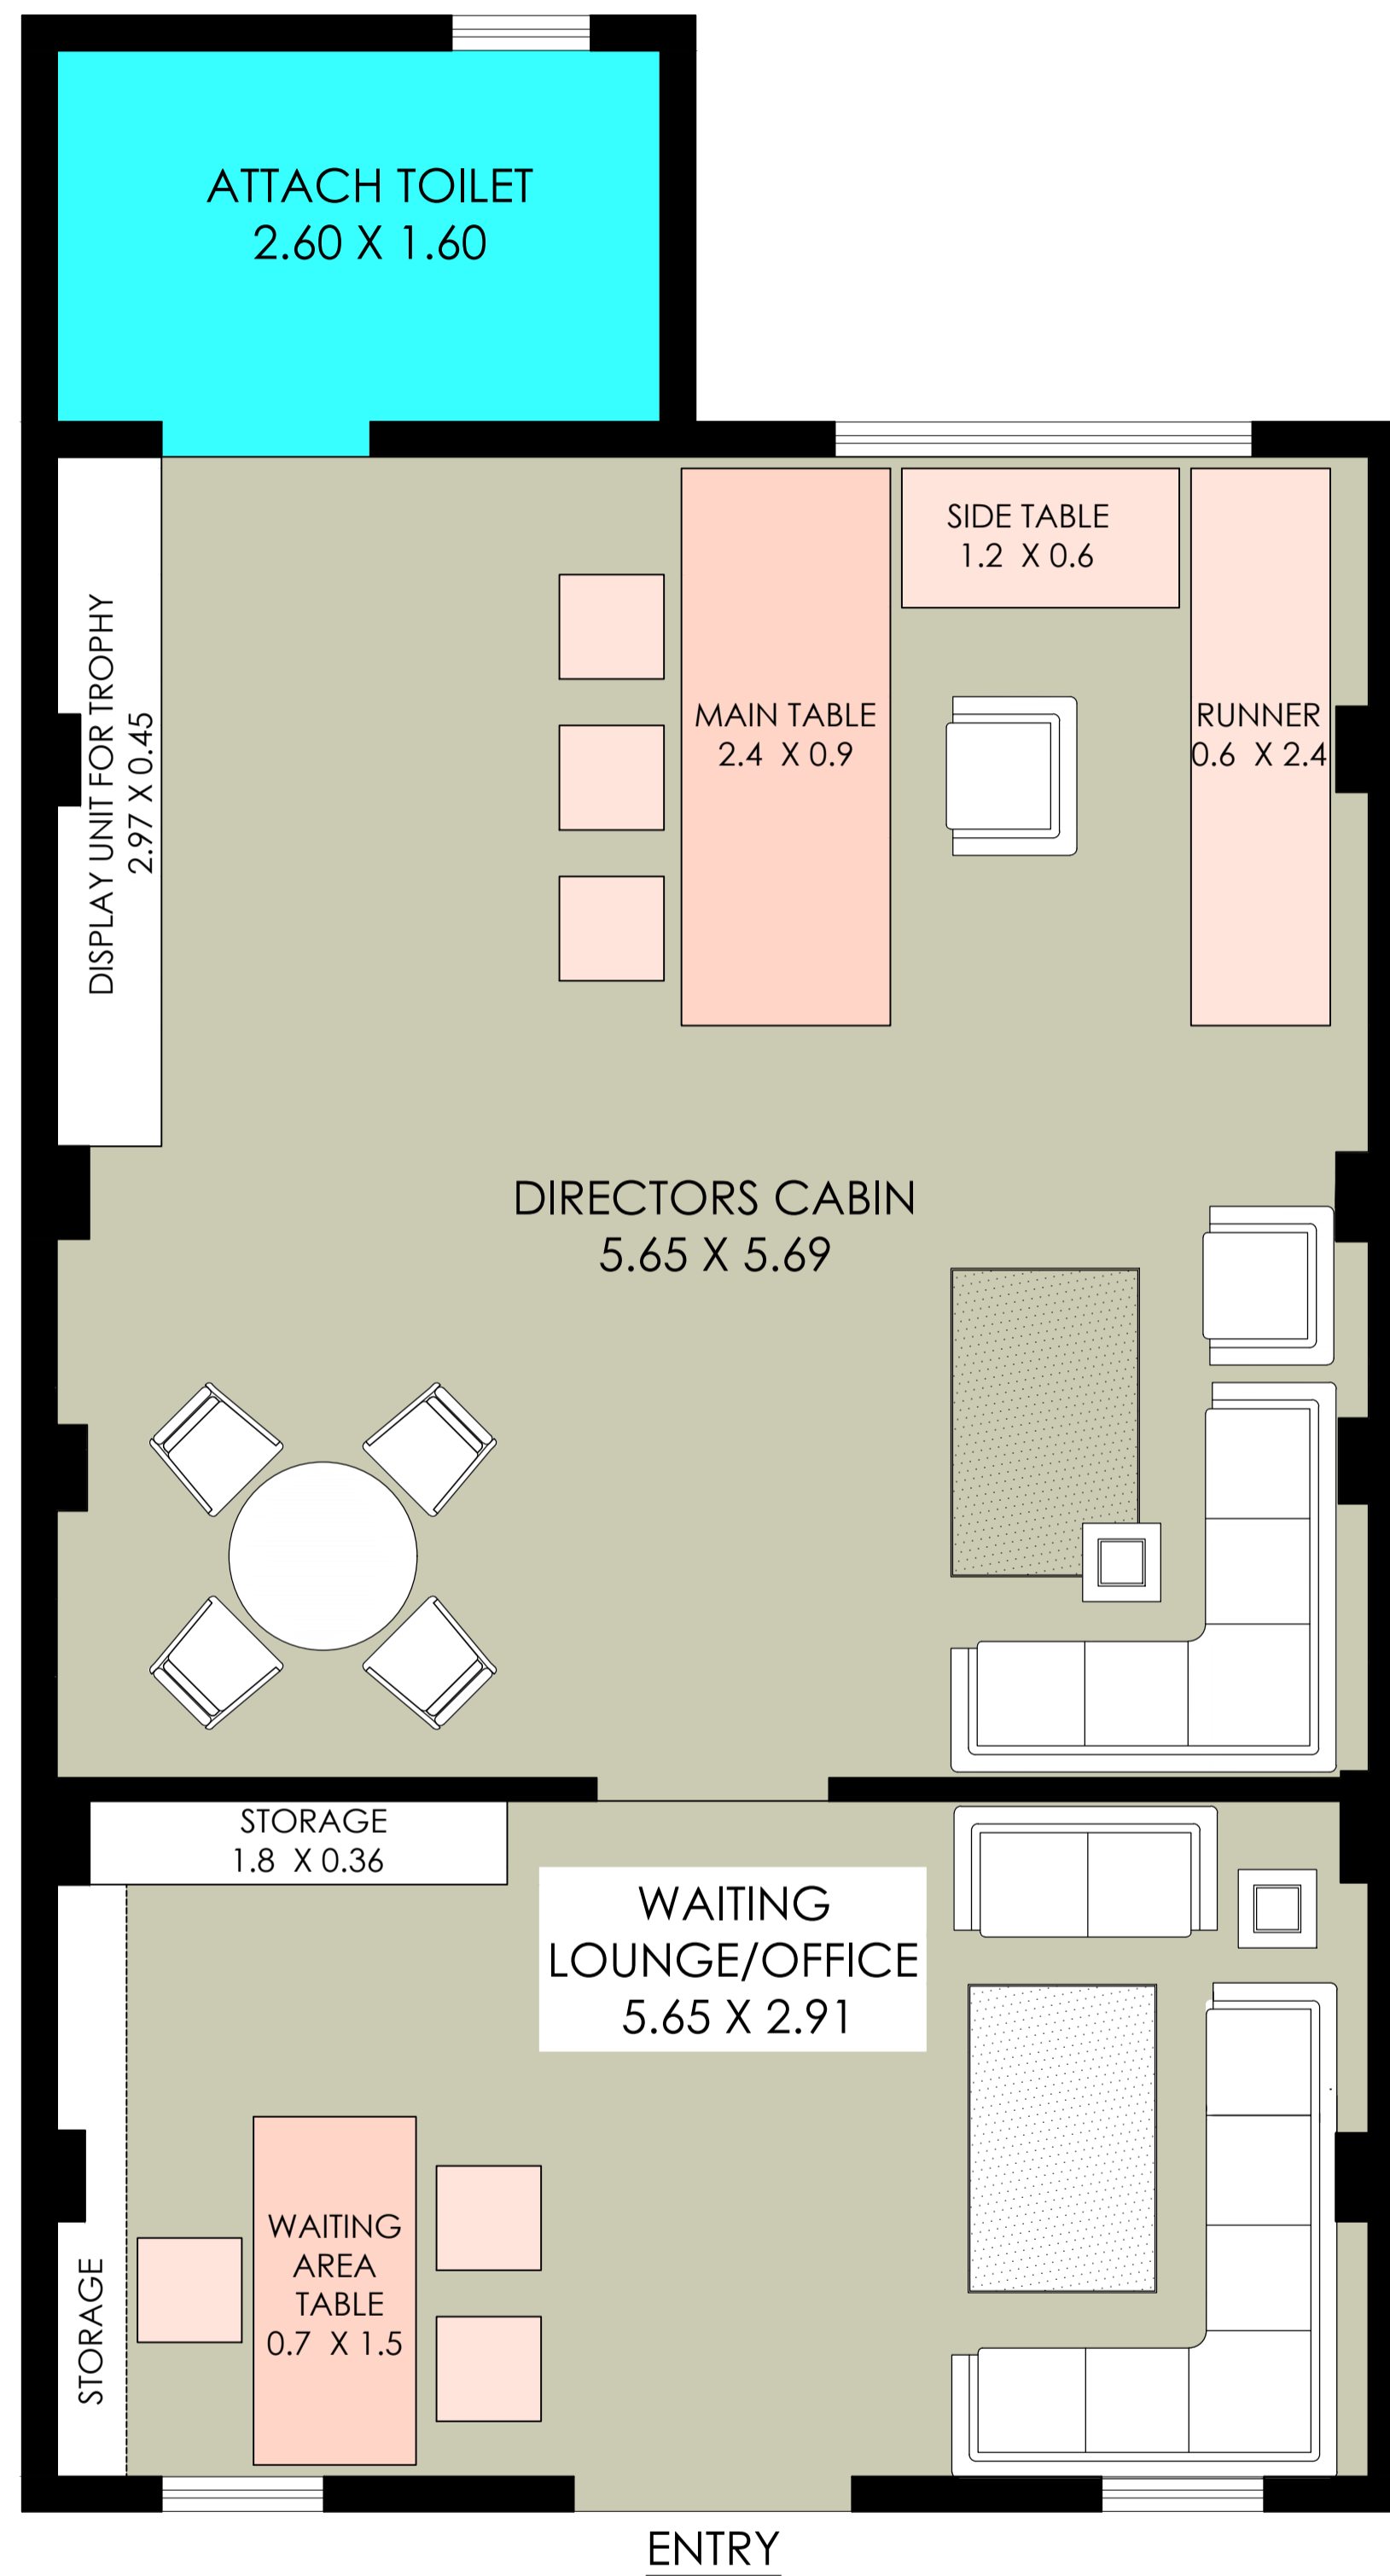 ATTACH TOILET
2.60 X 1.60
SIDE TABLE
1.2 X 0.6
DISPLAY UNIT FOR TROPHY
2.97 X 0.45
MAIN TABLE
2.4 X 0.9
RUNNER
0.6 X 2.4
DIRECTORS CABIN
5.65 X 5.69
STORAGE
1.8 X 0.36
WAITING
LOUNGE/OFFICE
5.65 X 2.91
STORAGE
WAITING
AREA
TABLE
0.7 X 1.5
ENTRY